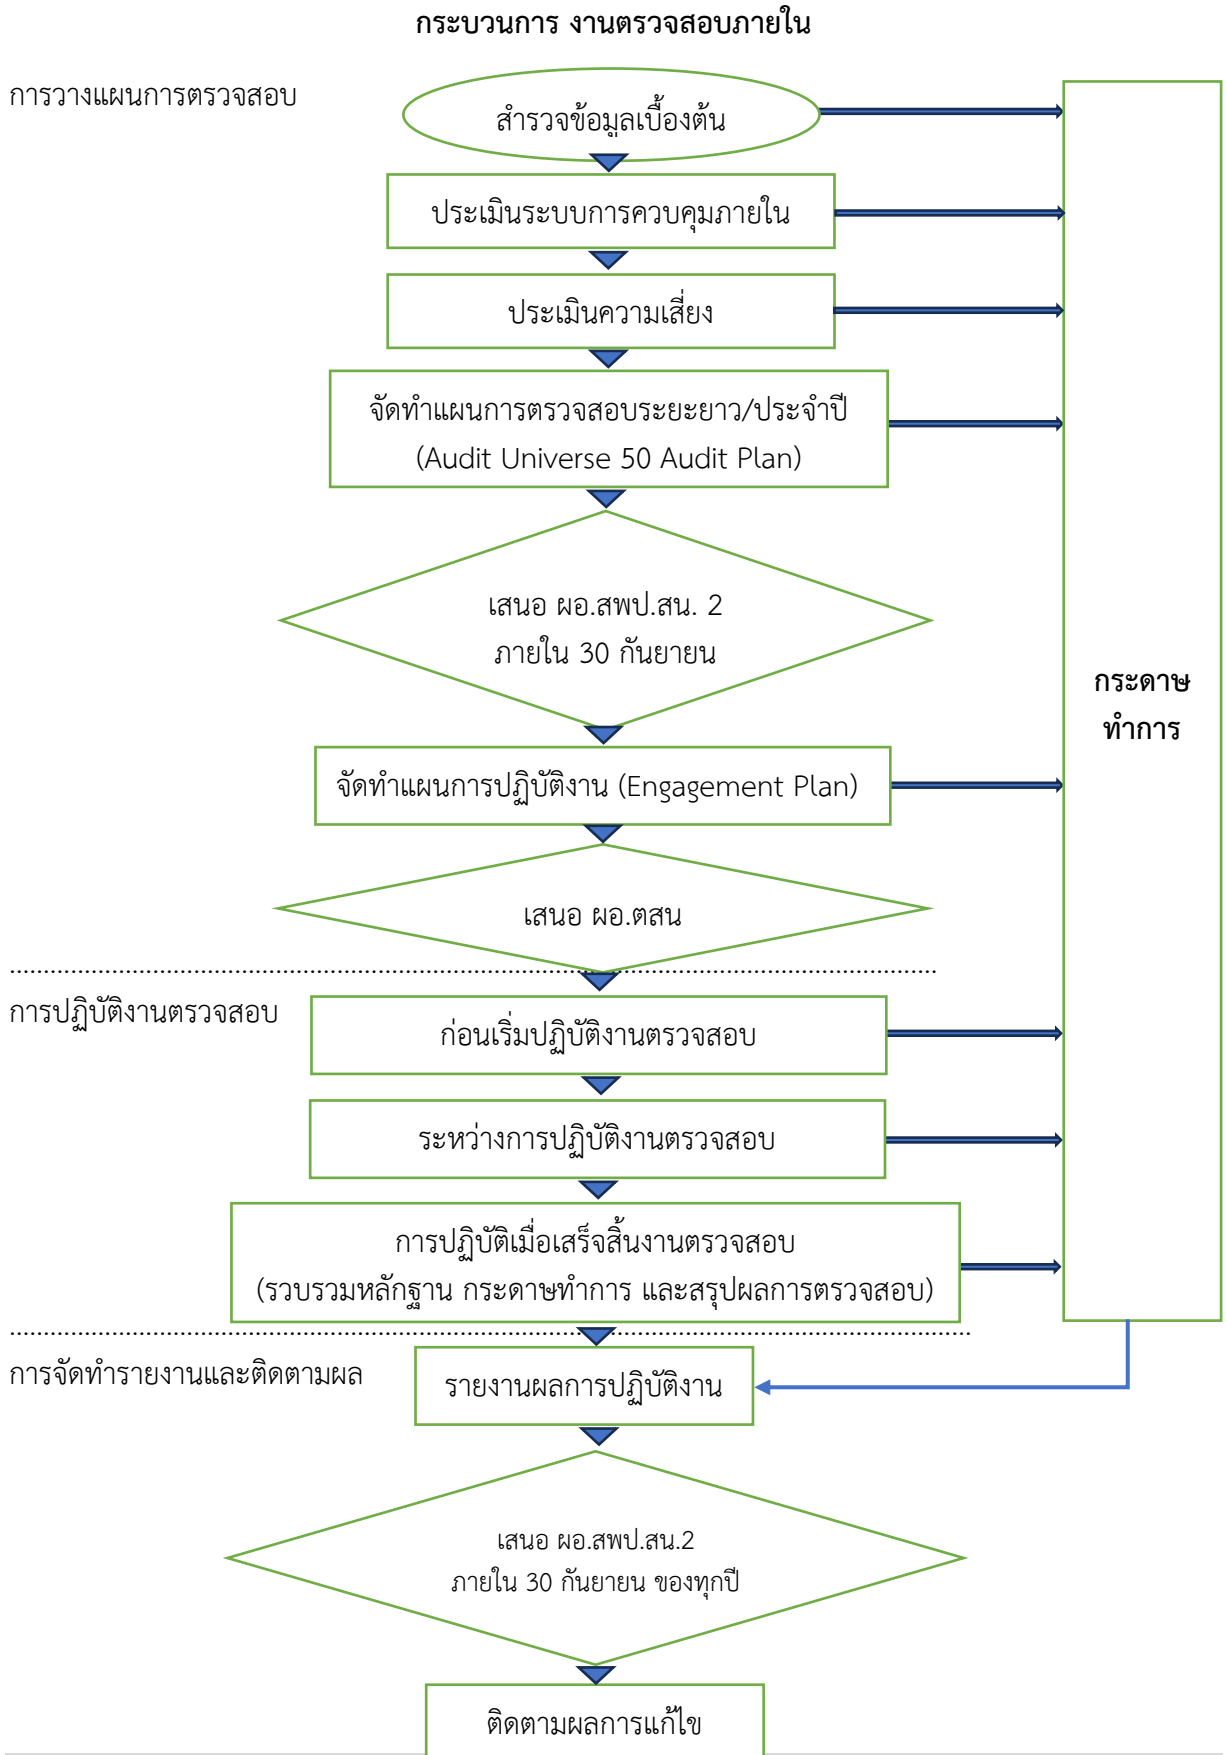 กระบวนการ งานตรวจสอบภายใน
การวางแผนการตรวจสอบ
สำรวจข้อมูลเบื้องต้น
ประเมินระบบการควบคุมภายใน
ประเมินความเสี่ยง
จัดทำแผนการตรวจสอบระยะยาว/ประจำปี
(Audit Universe 50 Audit Plan)
เสนอ ผอ.สพป.สน. 2
ภายใน 30 กันยายน
กระดาษ
ทำการ
จัดทำแผนการปฏิบัติงาน (Engagement Plan)
เสนอ ผอ.ตสน
การปฏิบัติงานตรวจสอบ
ก่อนเริ่มปฏิบัติงานตรวจสอบ
ระหว่างการปฏิบัติงานตรวจสอบ
การปฏิบัติเมื่อเสร็จสิ้นงานตรวจสอบ
(รวบรวมหลักฐาน กระดาษทำการ และสรุปผลการตรวจสอบ)
การจัดทำรายงานและติดตามผล
รายงานผลการปฏิบัติงาน
เสนอ ผอ.สพป.สน.2
ภายใน 30 กันยายน ของทุกปี
ติดตามผลการแก้ไข